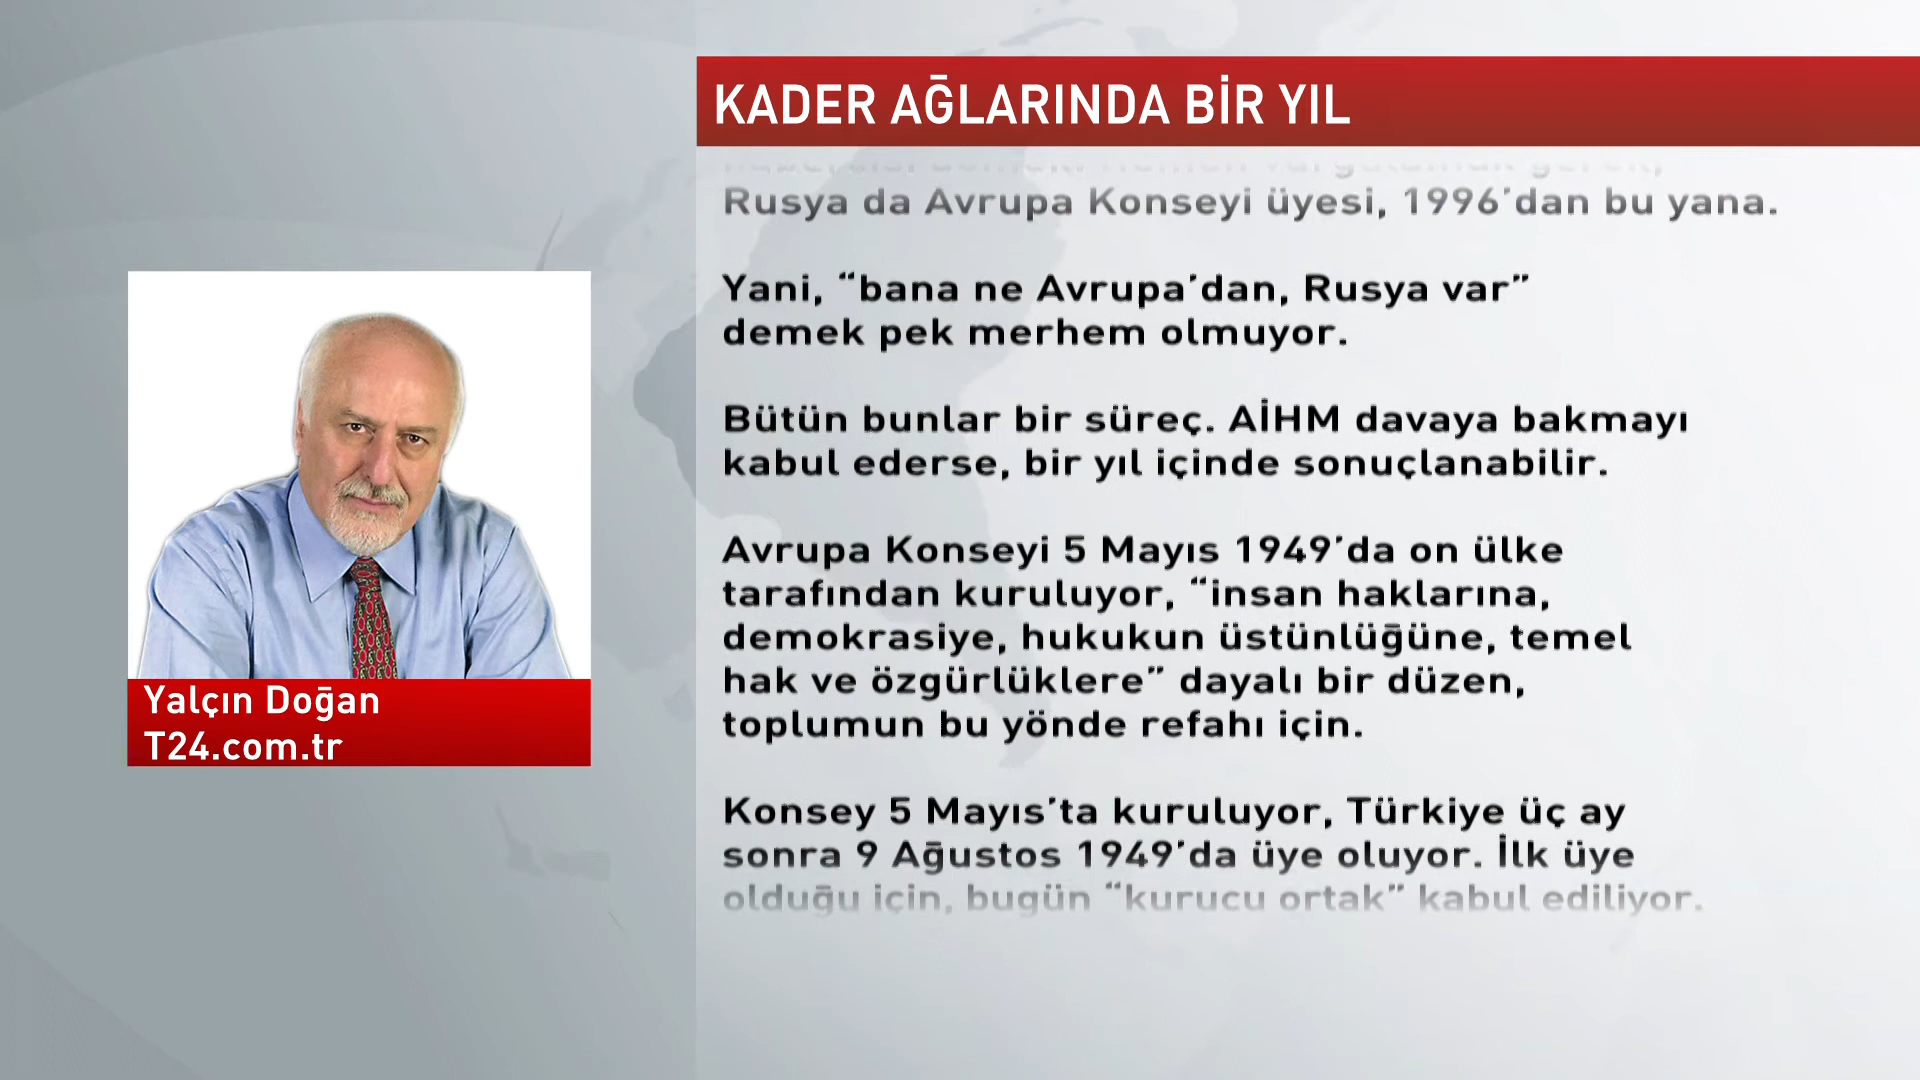 KADER AĞLARINDA BİR YIL
Rusya da Avrupa Konseyi üyesi, 1996'dan bu yana.
Yani, “bana ne Avrupa'dan, Rusya var”
demek pek merhem olmuyor.
Bütün bunlar bir süreç. AİHM davaya bakmayı
kabul ederse, bir yıl içinde sonuçlanabilir.
Avrupa Konseyi 5 Mayıs 1949'da on ülke
tarafından kuruluyor, “insan haklarına,
demokrasiye, hukukun üstünlüğüne, temel
hak ve özgürlüklere” dayalı bir düzen,
toplumun bu yönde refahı için.
Konsey 5 Mayıs'ta kuruluyor, Türkiye üç ay
sonra 9 Ağustos 1949'da üye oluyor. İlk üye
olduğu için, bugün “kurucu ortak” kabul ediliyor.
Yalçın Doğan
T24.com.tr